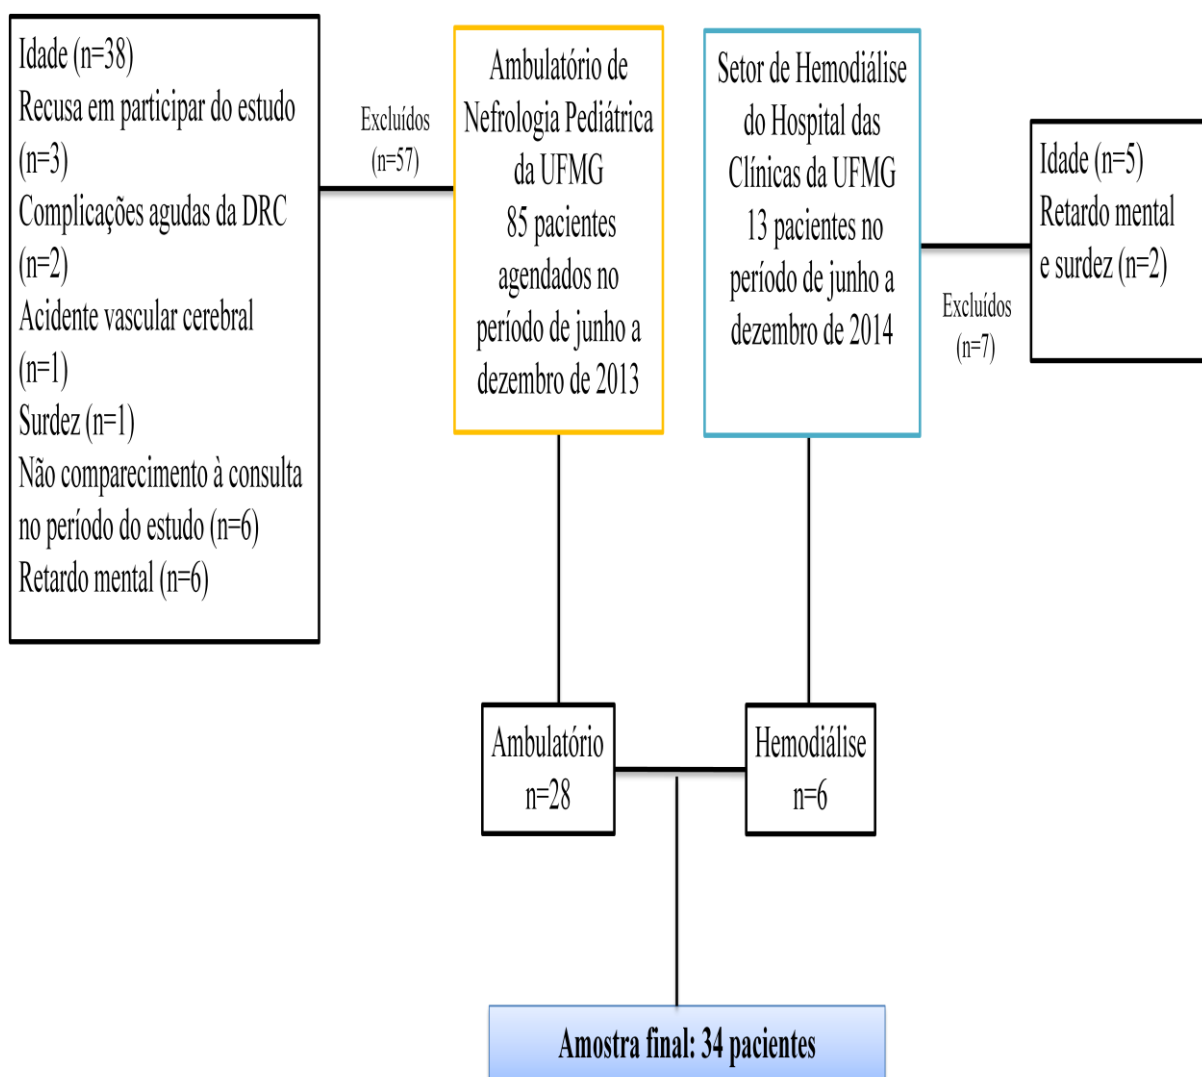 Idade (n=38)
Recusa em participar do estudo
(n=3)
Complicações agudas da DRC
(n=2)
Acidente vascular cerebral
(n=1)
Surdez (n=1)
Não comparecimento à consulta
no período do estudo (n=6)
Retardo mental (n=6)
Excluídos
(n=57)
Ambulatório de
Nefrologia Pediátrica
da UFMG
85 pacientes
agendados no
período de junho a
dezembro de 2013
Setor de Hemodiálise
do Hospital das
Clínicas da UFMG
13 pacientes no
período de junho a
dezembro de 2014
Excluídos
(n=7)
Idade (n=5)
Retardo mental
e surdez (n=2)
Ambulatório
n=28
Hemodiálise
n=6
Amostra final: 34 pacientes